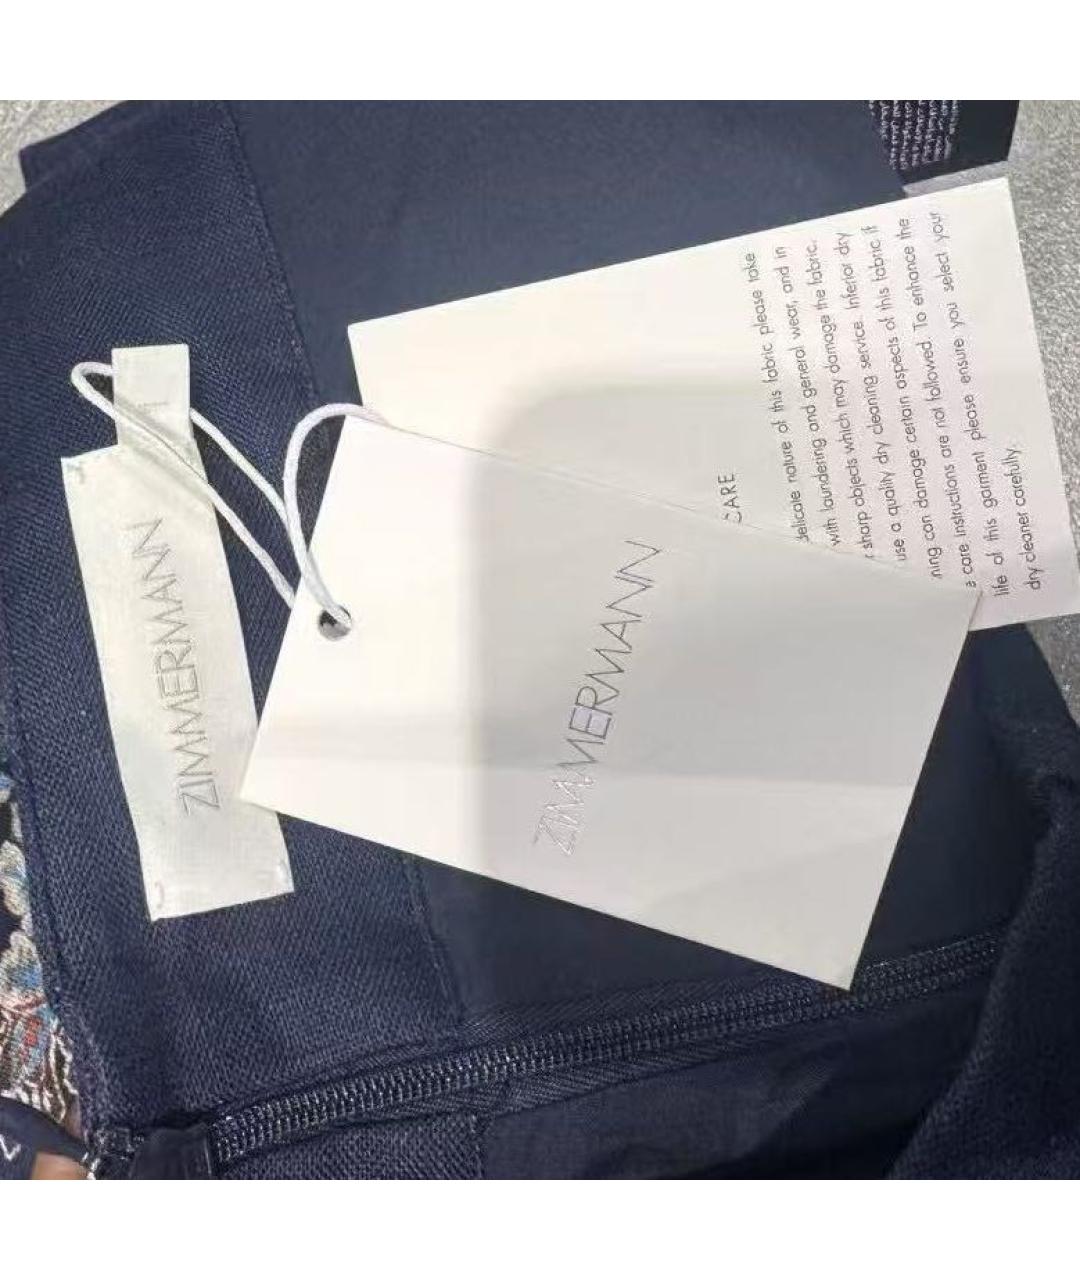 ZIMMERMANN
1
ZIMMERMANN
CARE
delicate nature of this fabric please take
with laundering and general wear, and in
sharp objects which may damage the fabric.
use a quality dry cleaning service. Inferior dry
ning can damage certain aspects of this fabric if
care instructions are not followed. To enhance the
life of this garment please ensure you select your
dry cleaner carefully.